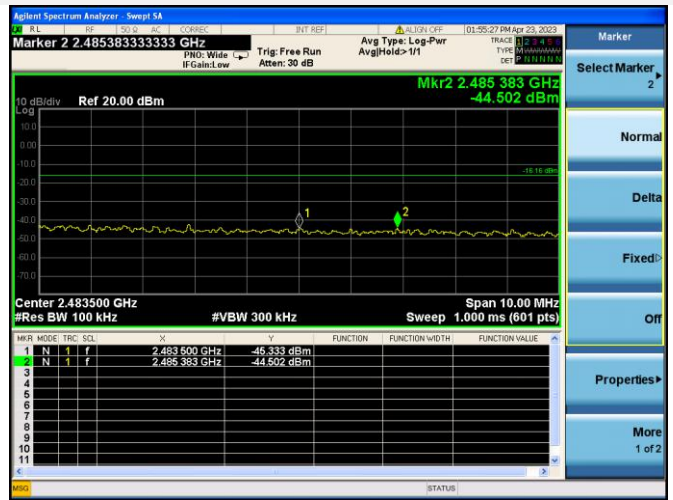 Agilent Spectrum Analyzer - Swept SA
RL RF 50 Ω AC CORREC INT REF ALIGN OFF 01:55:27 PM Apr 23, 2023
Marker 2 2.485383333333 GHz
PNO: Wide
IFGain:Low
Trig: Free Run
Atten: 30 dB
Avg Type: Log-Pwr
Avg|Hold>1/1
TRACE 1 2 3 4 5 6
TYPE M
DET P N N N N N
Mkr2 2.485 383 GHz
-44.502 dBm
10 dB/div Ref 20.00 dBm
Log
10.0
0.00
-10.0
-18.16 dBm
-20.0
-30.0
-40.0
1
2
-50.0
-60.0
-70.0
Center 2.483500 GHz Span 10.00 MHz
#Res BW 100 kHz #VBW 300 kHz Sweep 1.000 ms (601 pts)
MKR MODE TRC SCL X Y FUNCTION FUNCTION WIDTH FUNCTION VALUE
1 N 1 f 2.483 500 GHz -45.333 dBm
2 N 1 f 2.485 383 GHz -44.502 dBm
3
4
5
6
7
8
9
10
11
MSG STATUS
Marker
Select Marker
2
Normal
Delta
Fixed
Off
Properties
More
1 of 2